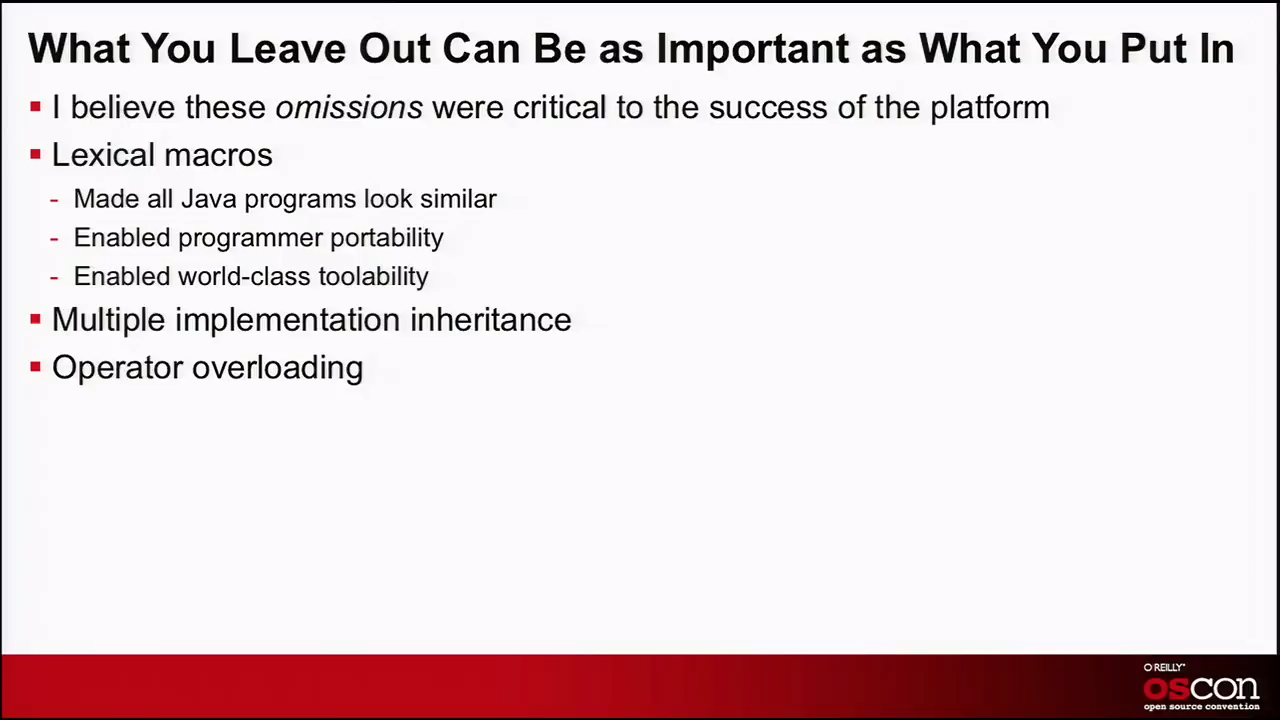 What You Leave Out Can Be as Important as What You Put In
▪ I believe these omissions were critical to the success of the platform
▪ Lexical macros
- Made all Java programs look similar
- Enabled programmer portability
- Enabled world-class toolability
▪ Multiple implementation inheritance
▪ Operator overloading
O REILLY®
oscon
open source convention